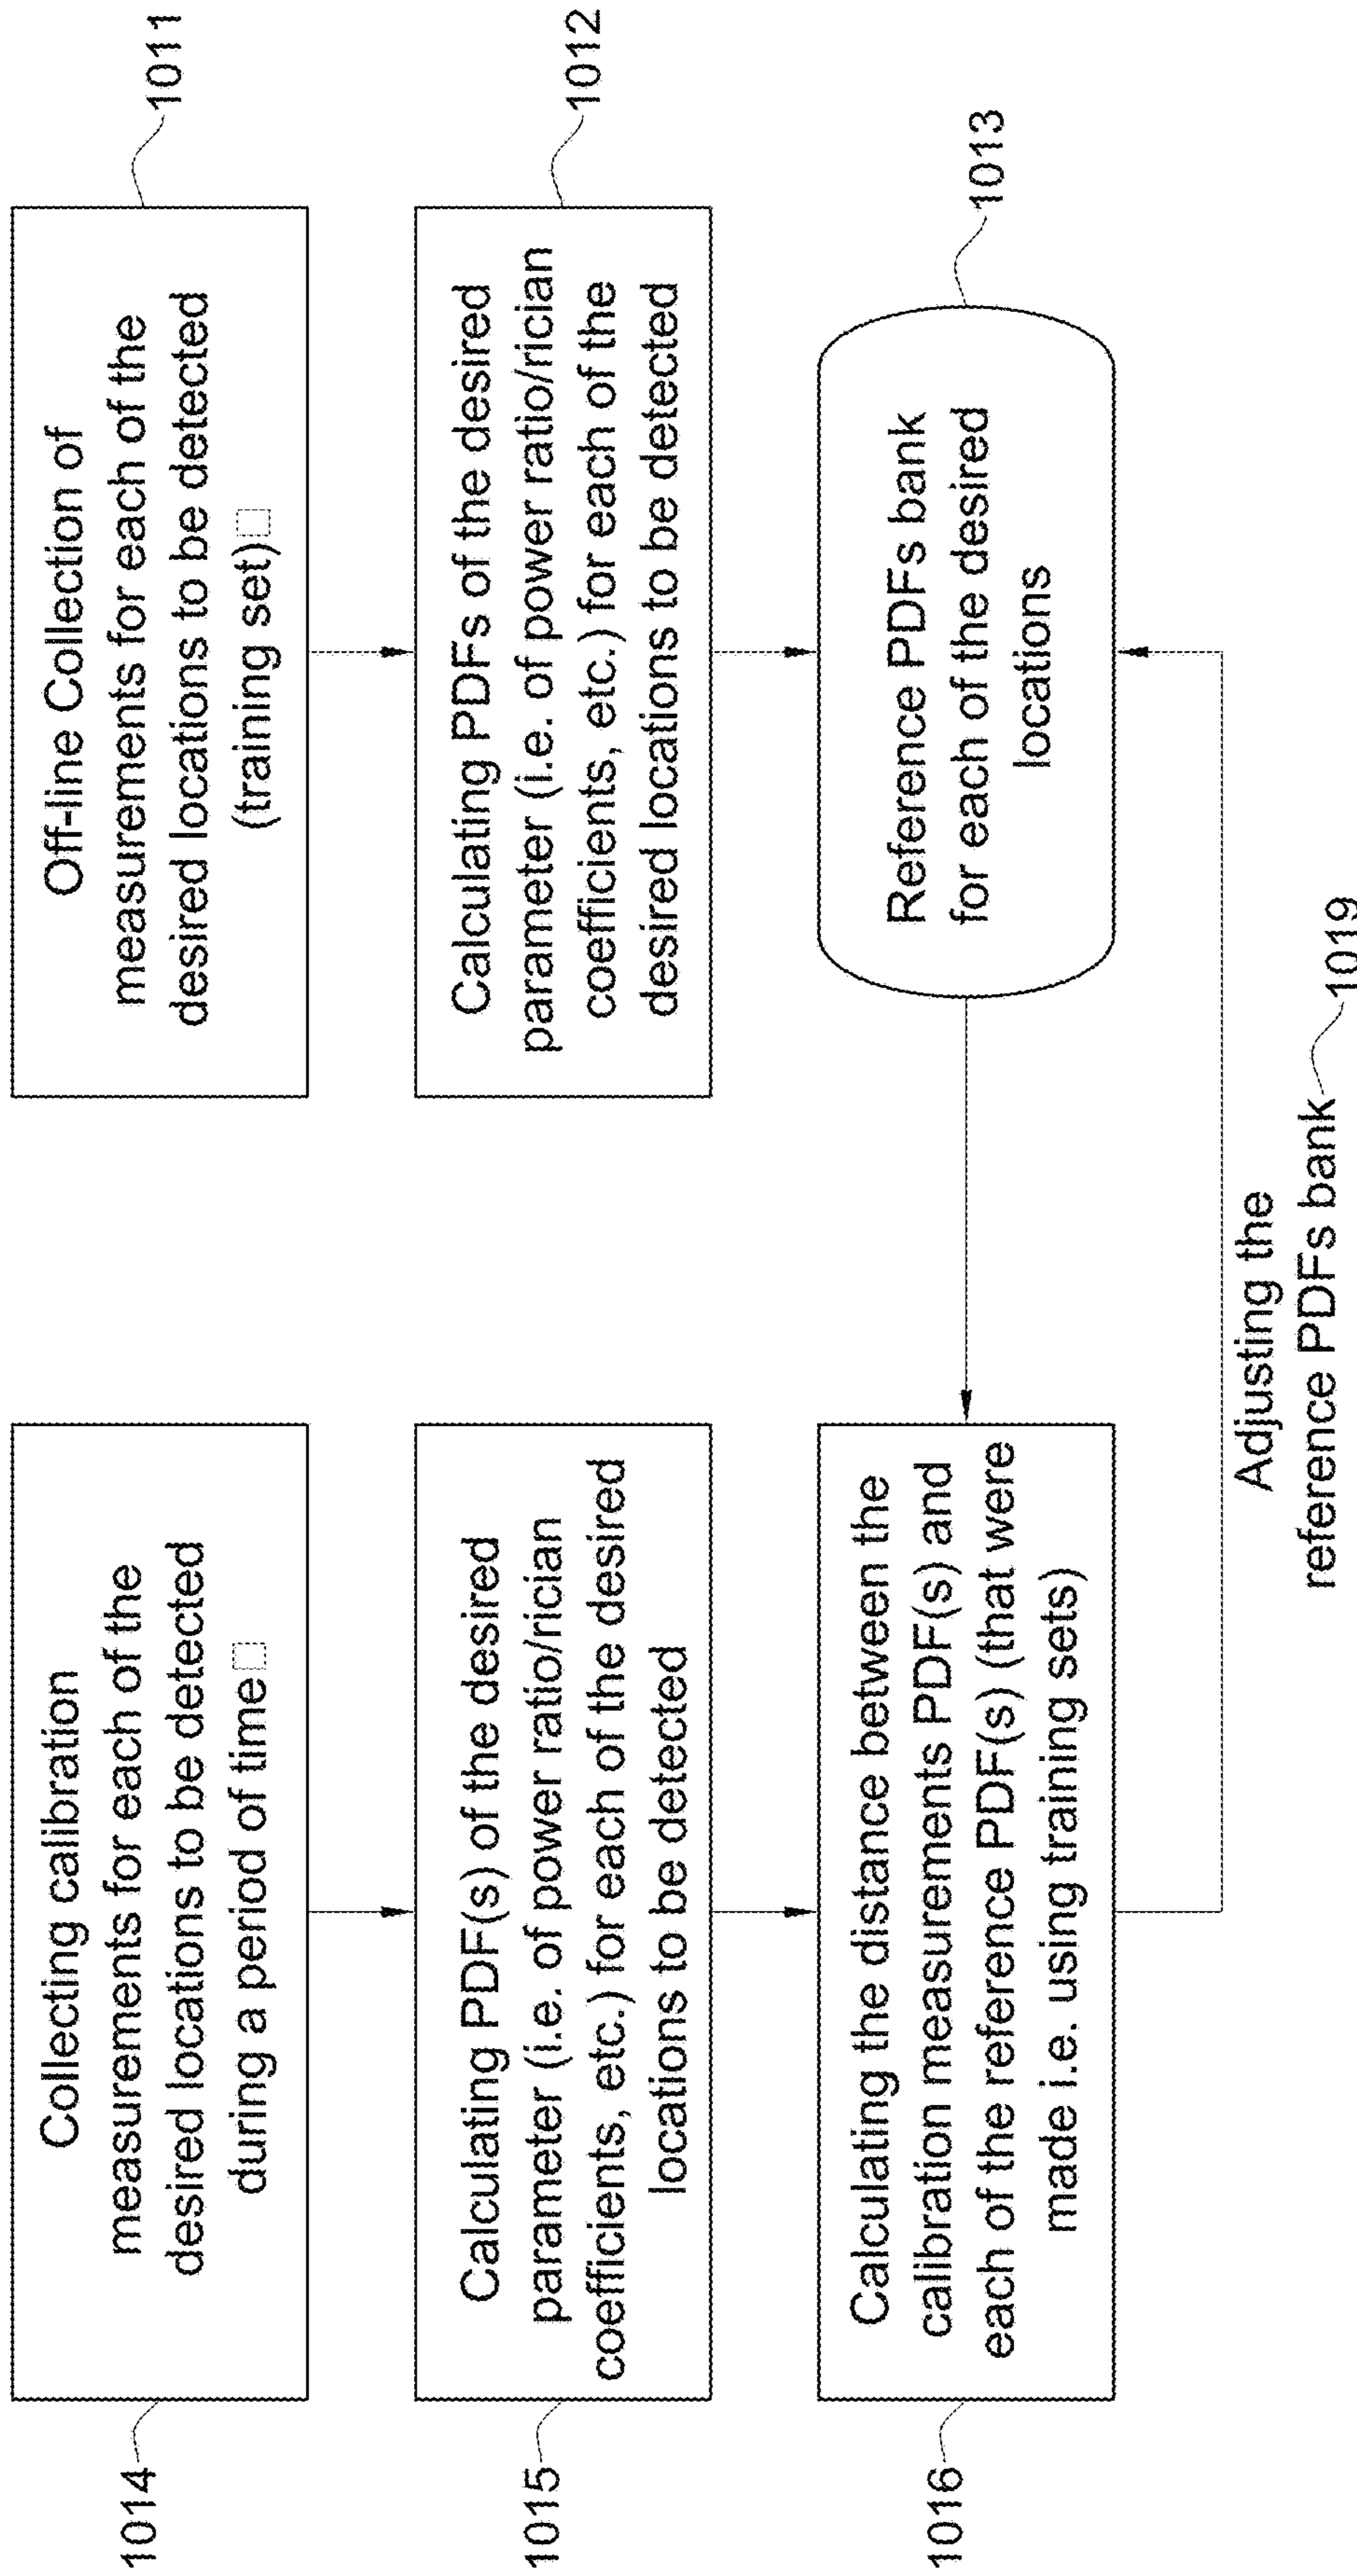 1014
Collecting calibration
measurements for each of the
desired locations to be detected
during a period of time
1015
Calculating PDF(s) of the desired
parameter (i.e. of power ratio/rician
coefficients, etc.) for each of the desired
locations to be detected
1016
Calculating the distance between the
calibration measurements PDF(s) and
each of the reference PDF(s) (that were
made i.e. using training sets)
Off-line Collection of
measurements for each of the
desired locations to be detected
(training set)
1011
Calculating PDFs of the desired
parameter (i.e. of power ratio/rician
coefficients, etc.) for each of the
desired locations to be detected
1012
Reference PDFs bank
for each of the desired
locations
1013
Adjusting the
reference PDFs bank
1019